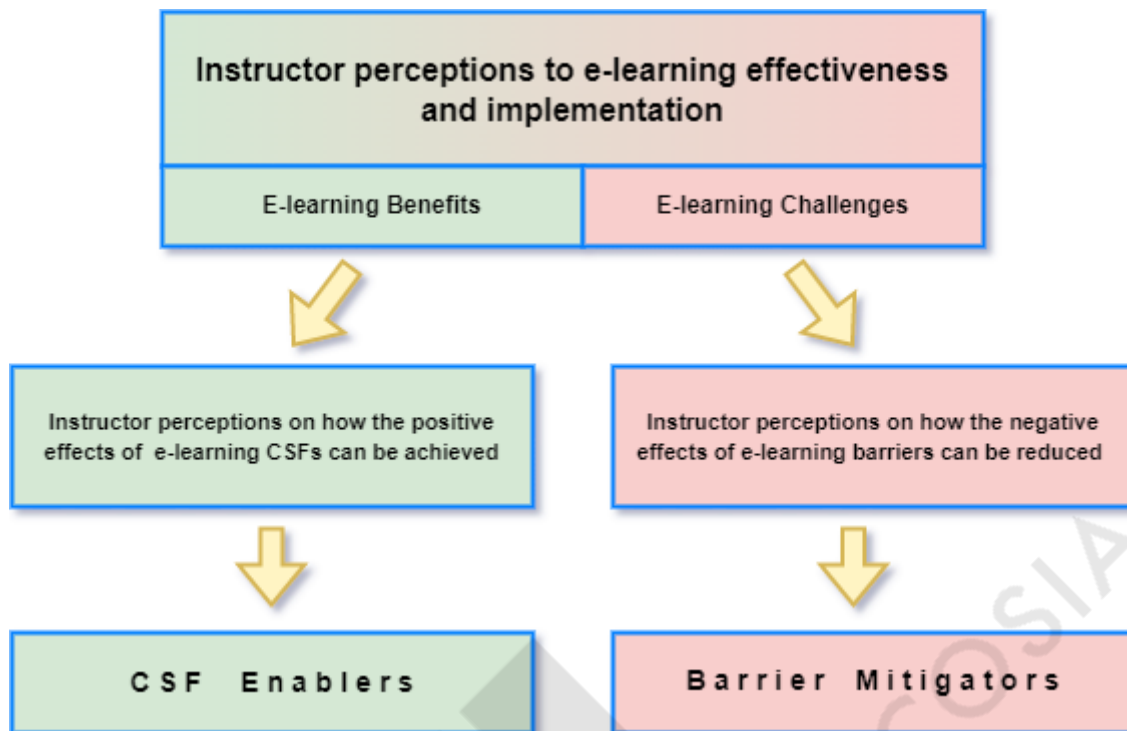 Instructor perceptions to e-learning effectiveness
and implementation
E-learning Benefits
E-learning Challenges
Instructor perceptions on how the positive
effects of e-learning CSFs can be achieved
Instructor perceptions on how the negative
effects of e-learning barriers can be reduced
CSF Enablers
Barrier Mitigators
COSIA